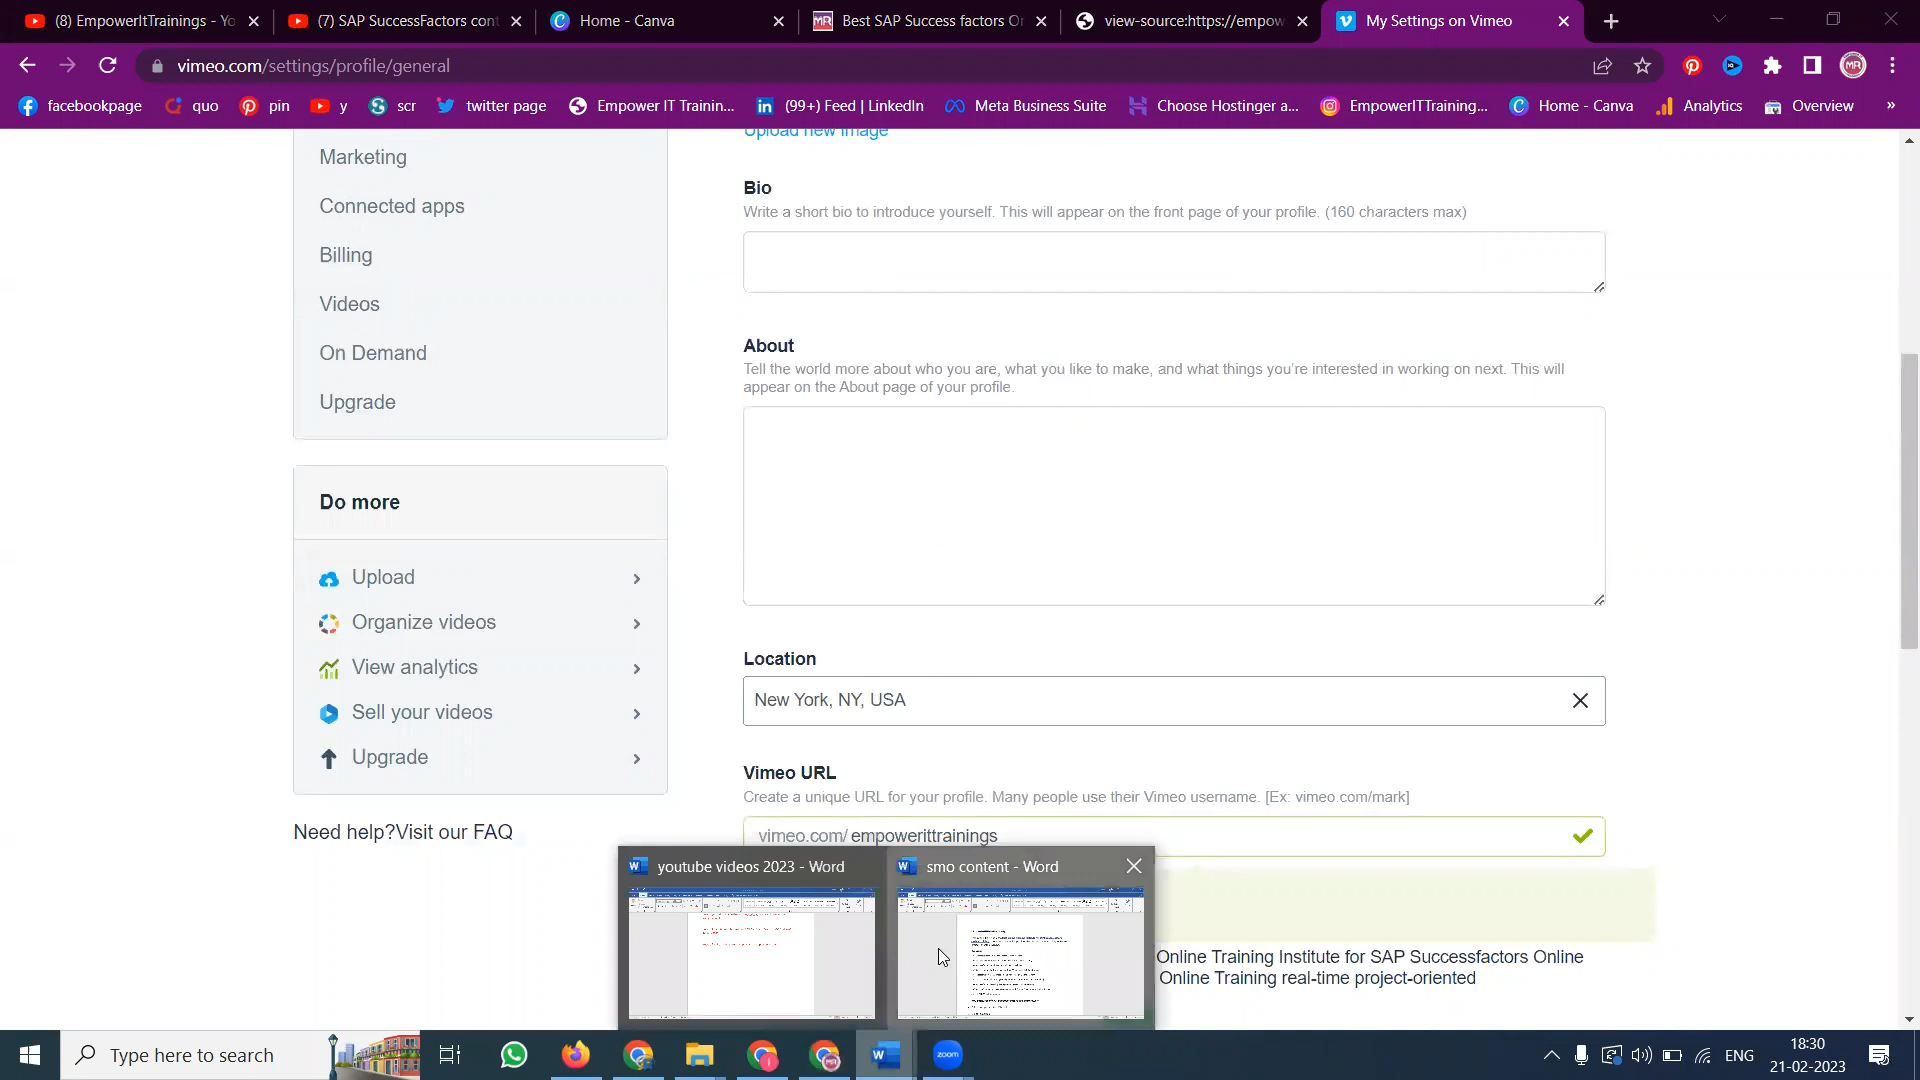 (8) EmpowerItTrainings - Yo
(7) SAP SuccessFactors cont
Home - Canva
Best SAP Success factors Or
view-source:https://empow
My Settings on Vimeo
vimeo.com/settings/profile/general
facebookpage
quo
pin
y
scr
twitter page
Empower IT Trainin...
(99+) Feed | LinkedIn
Meta Business Suite
Choose Hostinger a...
EmpowerITTraining...
Home - Canva
Analytics
Overview
»
Marketing
Connected apps
Billing
Videos
On Demand
Upgrade
Do more
Upload
Organize videos
View analytics
Sell your videos
Upgrade
Need help?Visit our FAQ
Upload new image
Bio
Write a short bio to introduce yourself. This will appear on the front page of your profile. (160 characters max)
About
Tell the world more about who you are, what you like to make, and what things you're interested in working on next. This will
appear on the About page of your profile.
Location
New York, NY, USA
Vimeo URL
Create a unique URL for your profile. Many people use their Vimeo username. [Ex: vimeo.com/mark]
vimeo.com/ empowerittrainings
youtube videos 2023 - Word
smo content - Word
Online Training Institute for SAP Successfactors Online
Online Training real-time project-oriented
Type here to search
zoom
ENG
18:30
21-02-2023